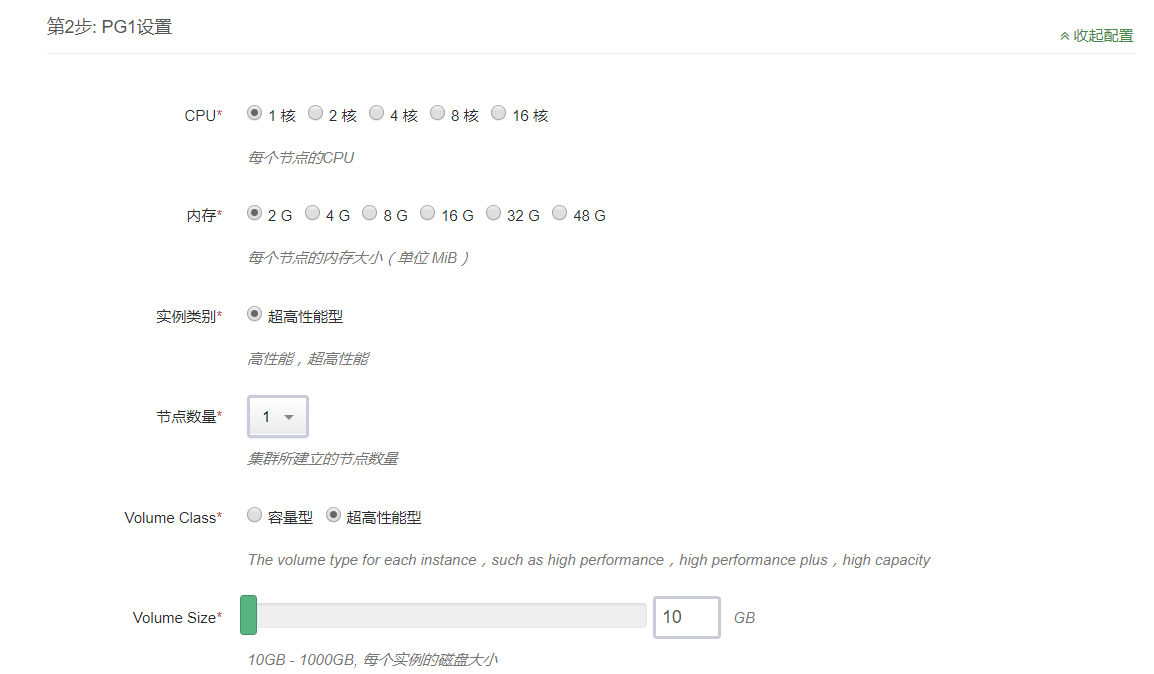 第2步: PG1设置
收起配置
CPU* 1 核 2 核 4 核 8 核 16 核
每个节点的CPU
内存* 2 G 4 G 8 G 16 G 32 G 48 G
每个节点的内存大小（单位 MiB）
实例类别* 超高性能型
高性能，超高性能
节点数量* 1
集群所建立的节点数量
Volume Class* 容量型 超高性能型
The volume type for each instance，such as high performance，high performance plus，high capacity
Volume Size* 10 GB
10GB - 1000GB, 每个实例的磁盘大小